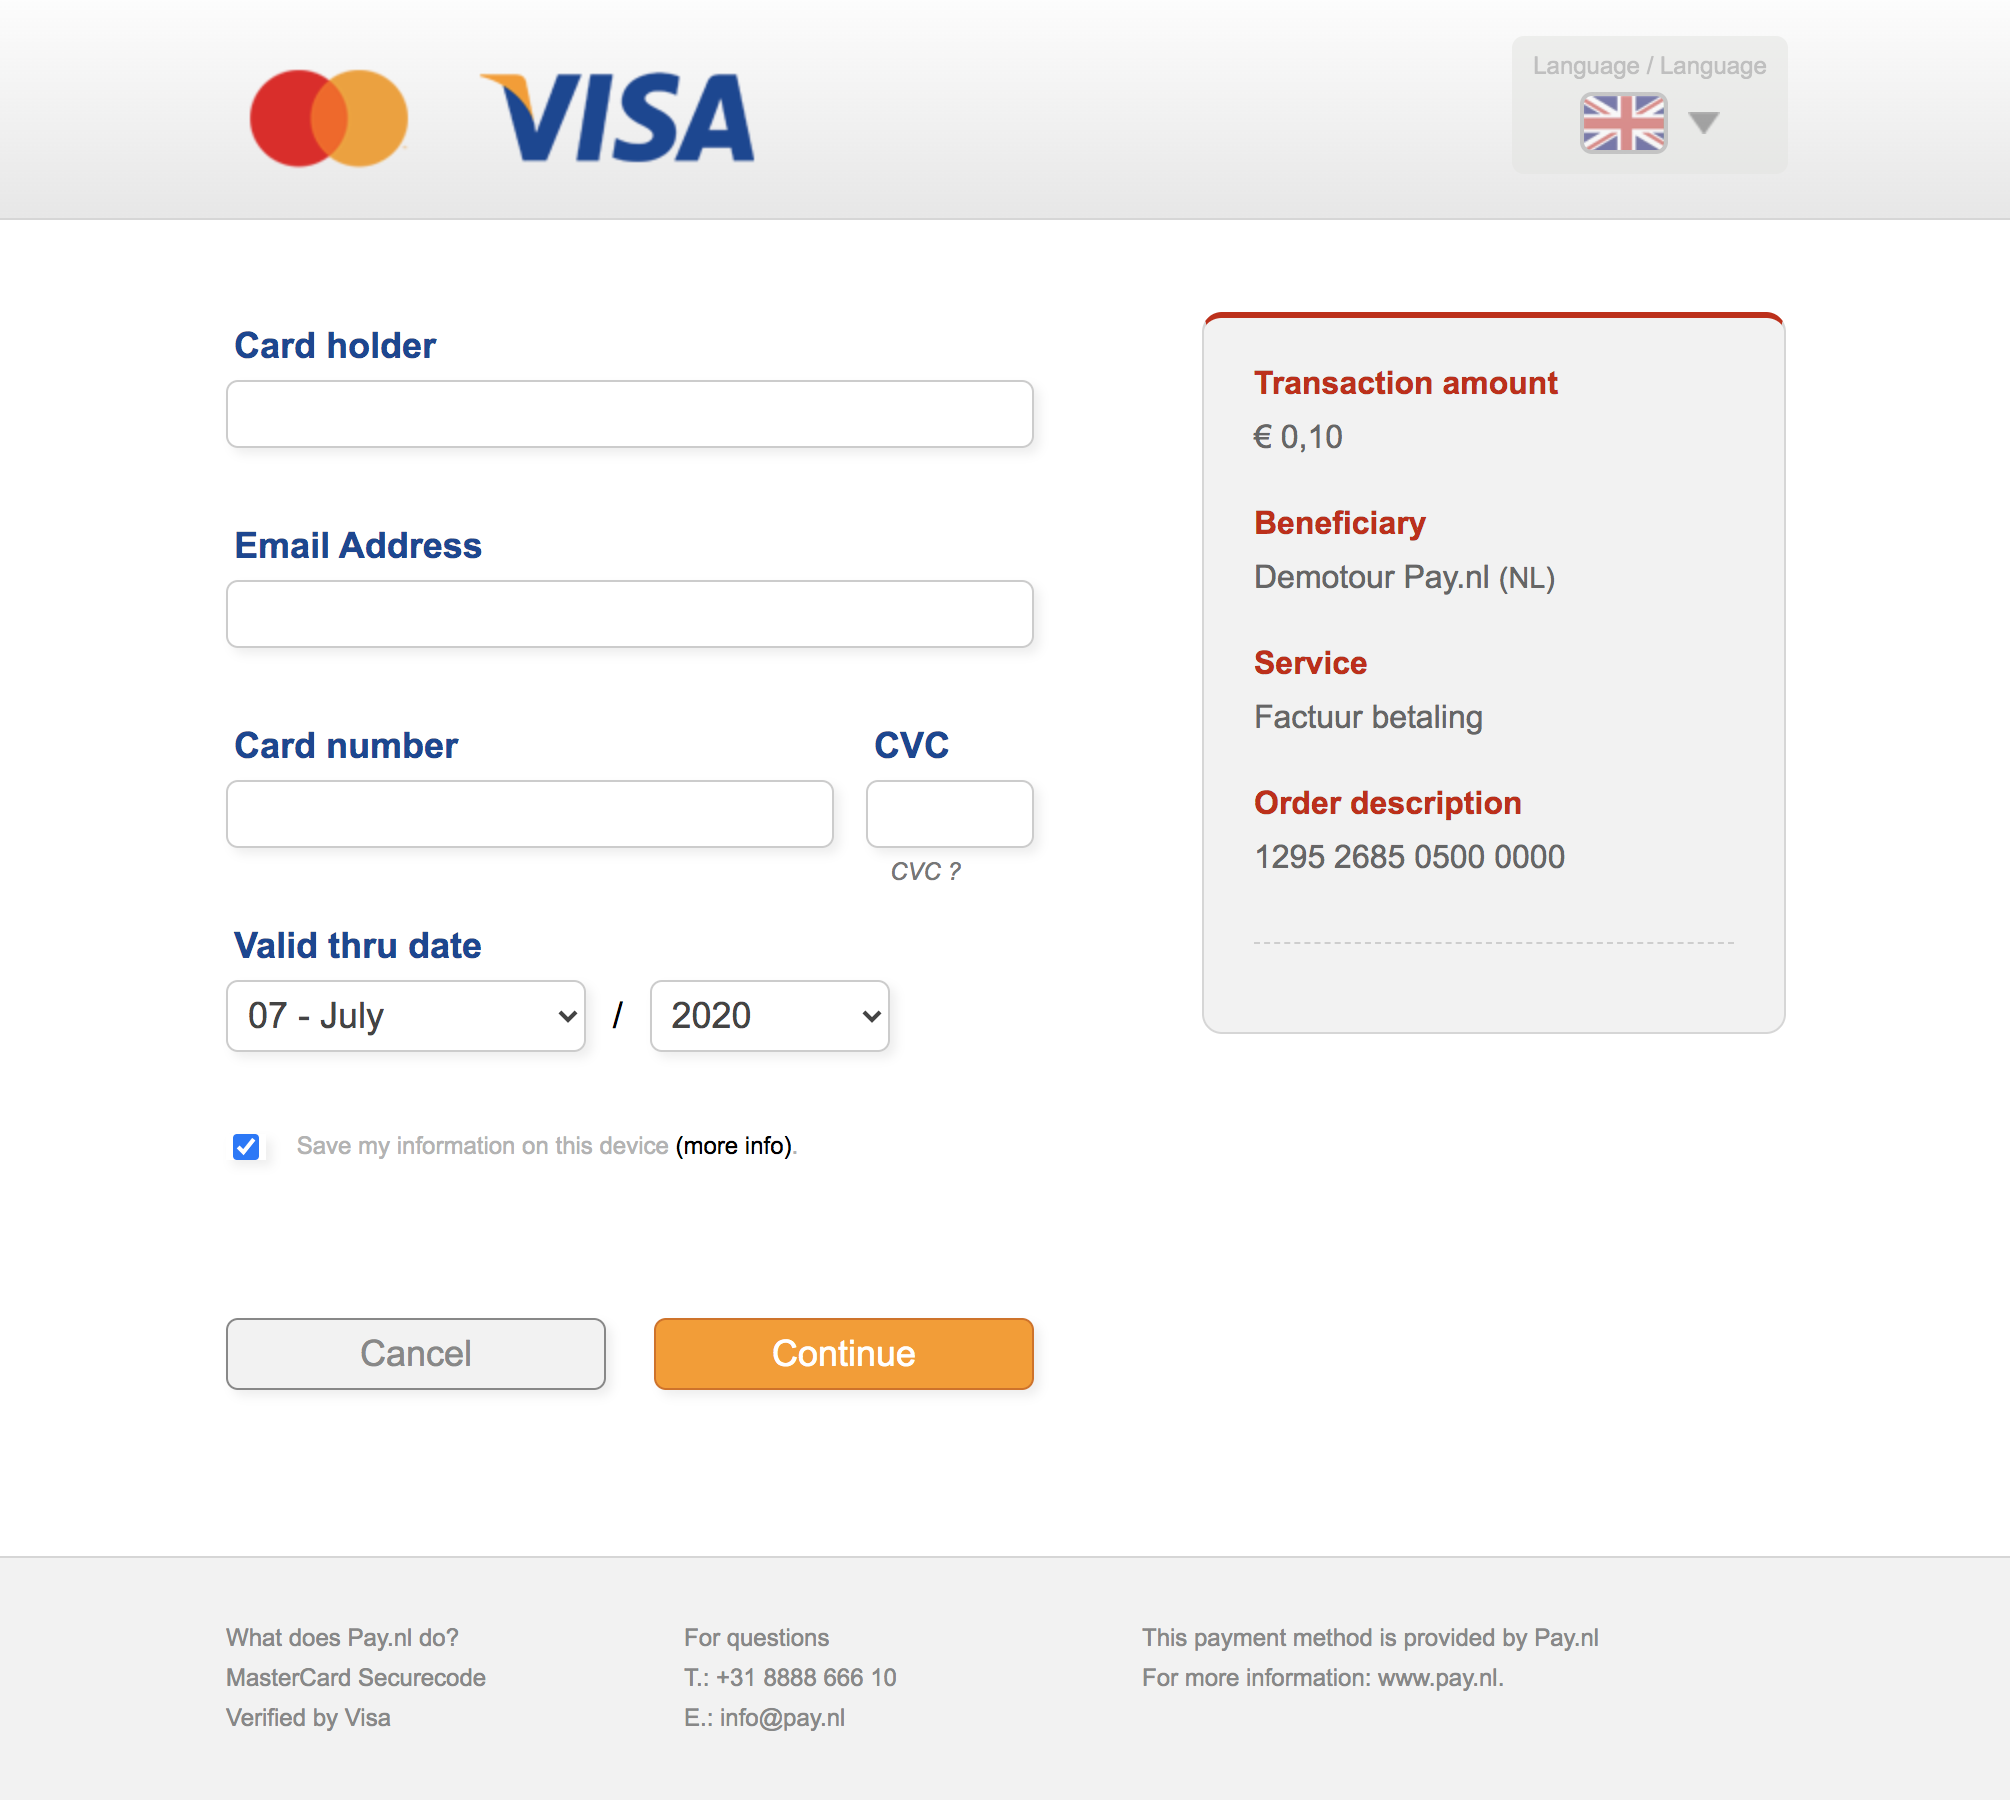 VISA
Language / Language
Card holder
Email Address
Card number
CVC
CVC ?
Valid thru date
07 - July / 2020
Save my information on this device (more info).
Cancel
Continue
Transaction amount
€ 0,10
Beneficiary
Demotour Pay.nl (NL)
Service
Factuur betaling
Order description
1295 2685 0500 0000
What does Pay.nl do?
MasterCard Securecode
Verified by Visa
For questions
T.: +31 8888 666 10
E.: info@pay.nl
This payment method is provided by Pay.nl
For more information: www.pay.nl.